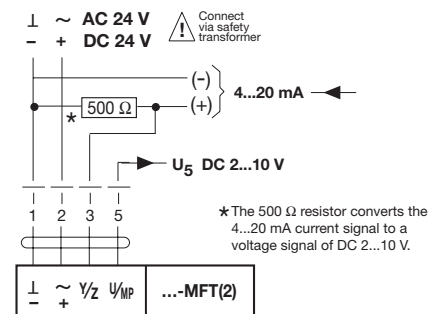 ⊥ ~ AC 24 V
– + DC 24 V
Connect
via safety
transformer
(–)
(+)
4...20 mA
500 Ω
*
U5 DC 2...10 V
1 2 3 5
* The 500 Ω resistor converts the
4...20 mA current signal to a
voltage signal of DC 2...10 V.
⊥ ~ Y/Z U/MP ...-MFT(2)
– +